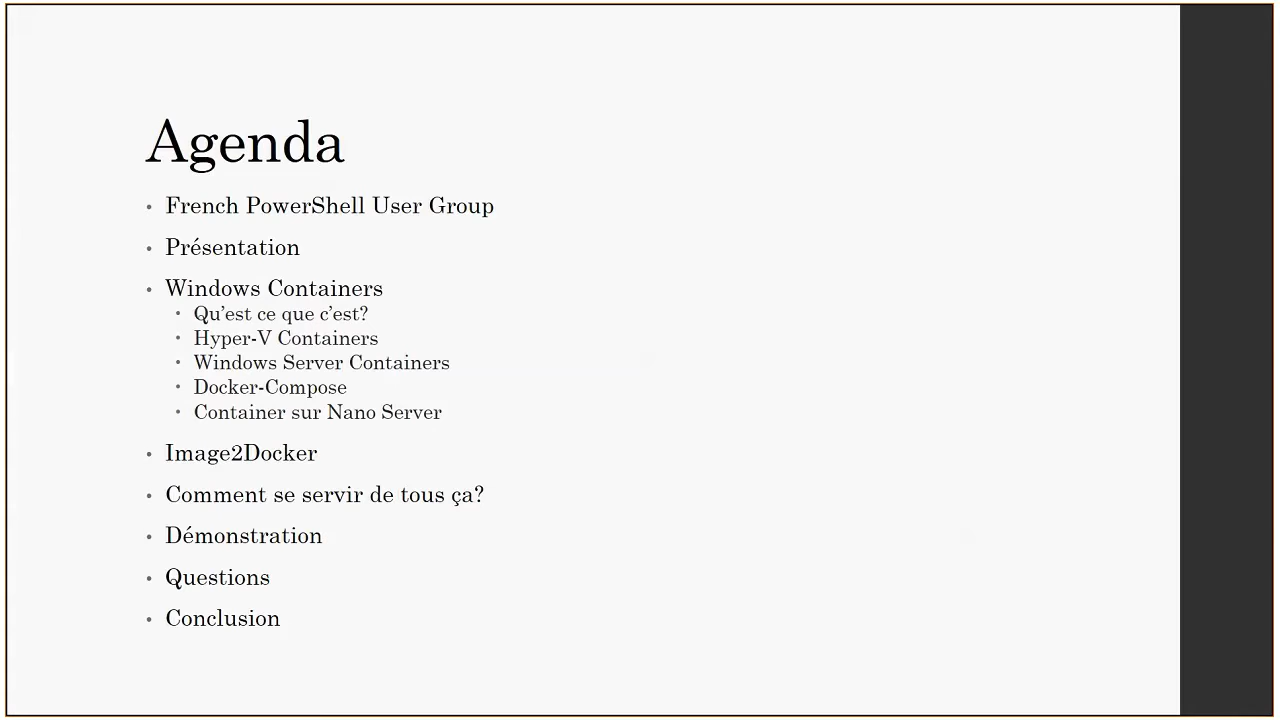 Agenda
• French PowerShell User Group
• Présentation
• Windows Containers
• Qu’est ce que c’est?
• Hyper-V Containers
• Windows Server Containers
• Docker-Compose
• Container sur Nano Server
• Image2Docker
• Comment se servir de tous ça?
• Démonstration
• Questions
• Conclusion